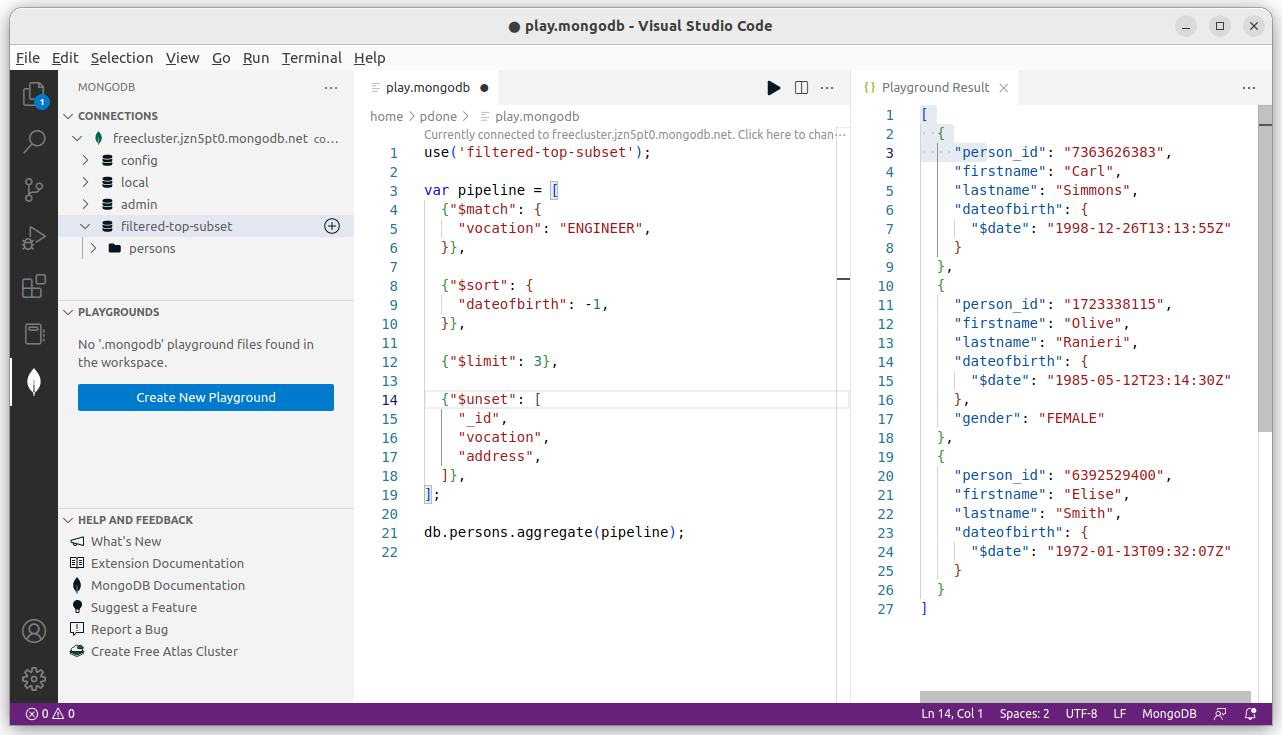 ● play.mongodb - Visual Studio Code
File Edit Selection View Go Run Terminal Help
1
MONGODB ...
CONNECTIONS
freecluster.jzn5pt0.mongodb.net co...
config
local
admin
filtered-top-subset
persons
PLAYGROUNDS
No '.mongodb' playground files found in
the workspace.
Create New Playground
HELP AND FEEDBACK
What's New
Extension Documentation
MongoDB Documentation
Suggest a Feature
Report a Bug
Create Free Atlas Cluster
play.mongodb ●
home > pdone > play.mongodb
Currently connected to freecluster.jzn5pt0.mongodb.net. Click here to chan...
1 use('filtered-top-subset');
2
3 var pipeline = [
4 {"$match": {
5 "vocation": "ENGINEER",
6 }},
7
8 {"$sort": {
9 "dateofbirth": -1,
10 }},
11
12 {"$limit": 3},
13
14 {"$unset": [
15 "_id",
16 "vocation",
17 "address",
18 ]},
19 ];
20
21 db.persons.aggregate(pipeline);
22
{} Playground Result ×
1 [
2 {
3 "person_id": "7363626383",
4 "firstname": "Carl",
5 "lastname": "Simmons",
6 "dateofbirth": {
7 "$date": "1998-12-26T13:13:55Z"
8 }
9 },
10 {
11 "person_id": "1723338115",
12 "firstname": "Olive",
13 "lastname": "Ranieri",
14 "dateofbirth": {
15 "$date": "1985-05-12T23:14:30Z"
16 },
17 "gender": "FEMALE"
18 },
19 {
20 "person_id": "6392529400",
21 "firstname": "Elise",
22 "lastname": "Smith",
23 "dateofbirth": {
24 "$date": "1972-01-13T09:32:07Z"
25 }
26 }
27 ]
0 0 Ln 14, Col 1 Spaces: 2 UTF-8 LF MongoDB